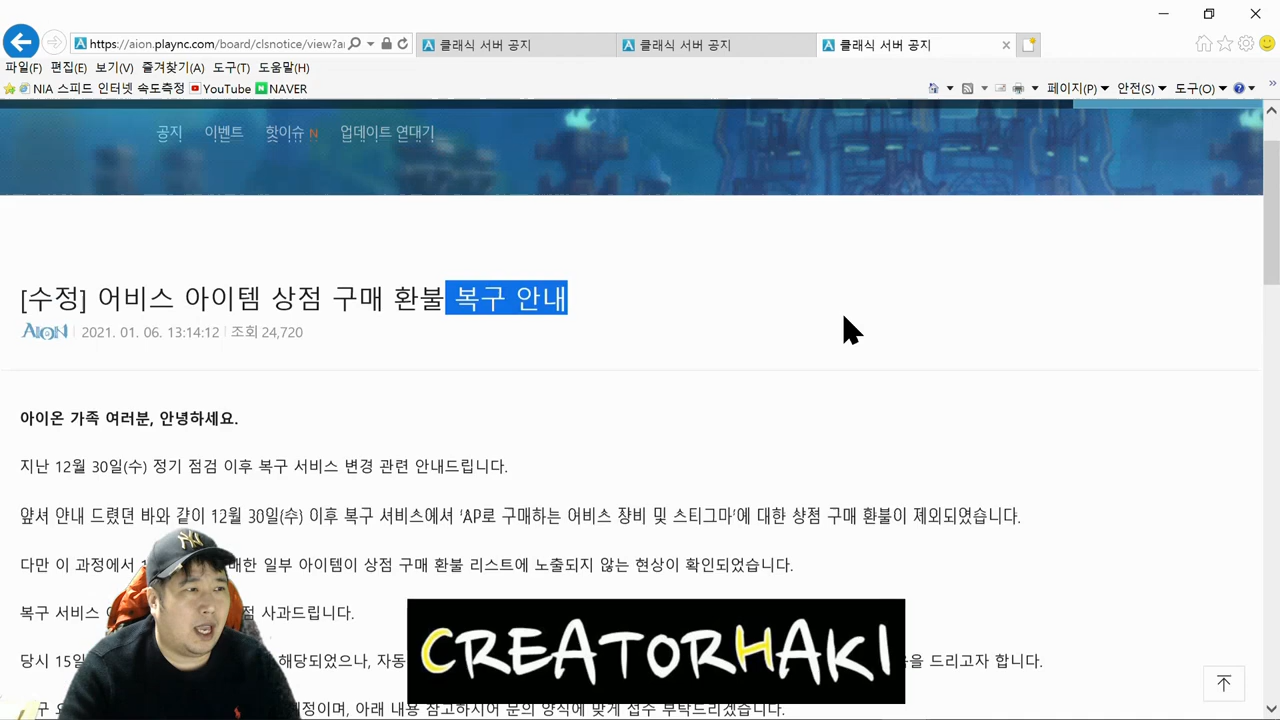 https://aion.plaync.com/board/clsnotice/view?a
클래식 서버 공지
클래식 서버 공지
클래식 서버 공지
파일(F) 편집(E) 보기(V) 즐겨찾기(A) 도구(T) 도움말(H)
NIA 스피드 인터넷 속도측정 YouTube NAVER
페이지(P) 안전(S) 도구(O)
공지 이벤트 핫이슈 N 업데이트 연대기
[수정] 어비스 아이템 상점 구매 환불 복구 안내
AION 2021. 01. 06. 13:14:12 조회 24,720
아이온 가족 여러분, 안녕하세요.
지난 12월 30일(수) 정기 점검 이후 복구 서비스 변경 관련 안내드립니다.
앞서 안내 드렸던 바와 같이 12월 30일(수) 이후 복구 서비스에서 ‘AP로 구매하는 어비스 장비 및 스티그마’에 대한 상점 구매 환불이 제외되었습니다.
다만 이 과정에서 매한 일부 아이템이 상점 구매 환불 리스트에 노출되지 않는 현상이 확인되었습니다.
복구 서비스 점 사과드립니다.
당시 15일 해당되었으나, 자동 을 드리고자 합니다.
구 예정이며, 아래 내용 참고하시어 문의 양식에 맞게 접수 부탁드리겠습니다.
CREATORHAKI